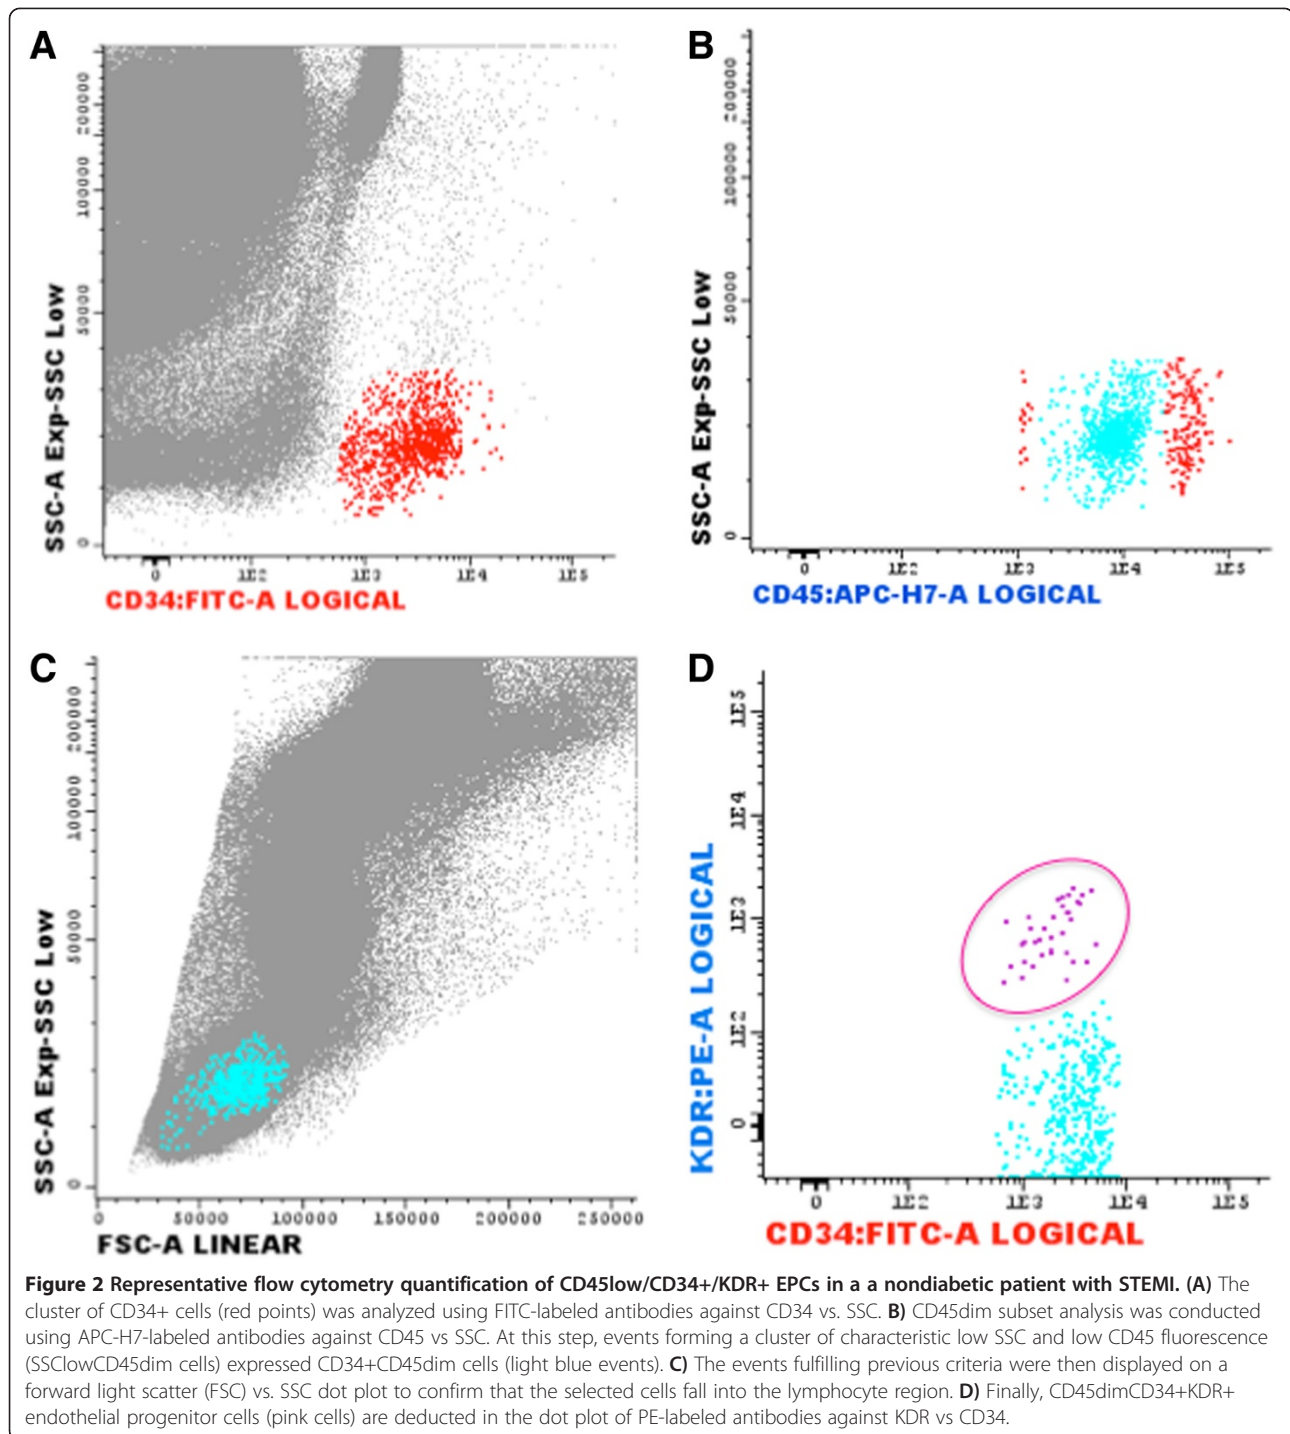 A
B
SSC-A Exp-SSC Low
0
50000
100000
200000
0
1E2
1E3
1E4
1E5
CD34:FITC-A LOGICAL
SSC-A Exp-SSC Low
0
50000
100000
200000
0
1E2
1E3
1E4
1E5
CD45:APC-H7-A LOGICAL
C
D
SSC-A Exp-SSC Low
0
50000
100000
200000
0
50000
100000
150000
200000
250000
FSC-A LINEAR
KDR:PE-A LOGICAL
0
1E2
1E3
1E4
1E5
0
1E2
1E3
1E4
1E5
CD34:FITC-A LOGICAL
Figure 2 Representative flow cytometry quantification of CD45low/CD34+/KDR+ EPCs in a a nondiabetic patient with STEMI. (A) The
cluster of CD34+ cells (red points) was analyzed using FITC-labeled antibodies against CD34 vs. SSC. B) CD45dim subset analysis was conducted
using APC-H7-labeled antibodies against CD45 vs SSC. At this step, events forming a cluster of characteristic low SSC and low CD45 fluorescence
(SSClowCD45dim cells) expressed CD34+CD45dim cells (light blue events). C) The events fulfilling previous criteria were then displayed on a
forward light scatter (FSC) vs. SSC dot plot to confirm that the selected cells fall into the lymphocyte region. D) Finally, CD45dimCD34+KDR+
endothelial progenitor cells (pink cells) are deducted in the dot plot of PE-labeled antibodies against KDR vs CD34.